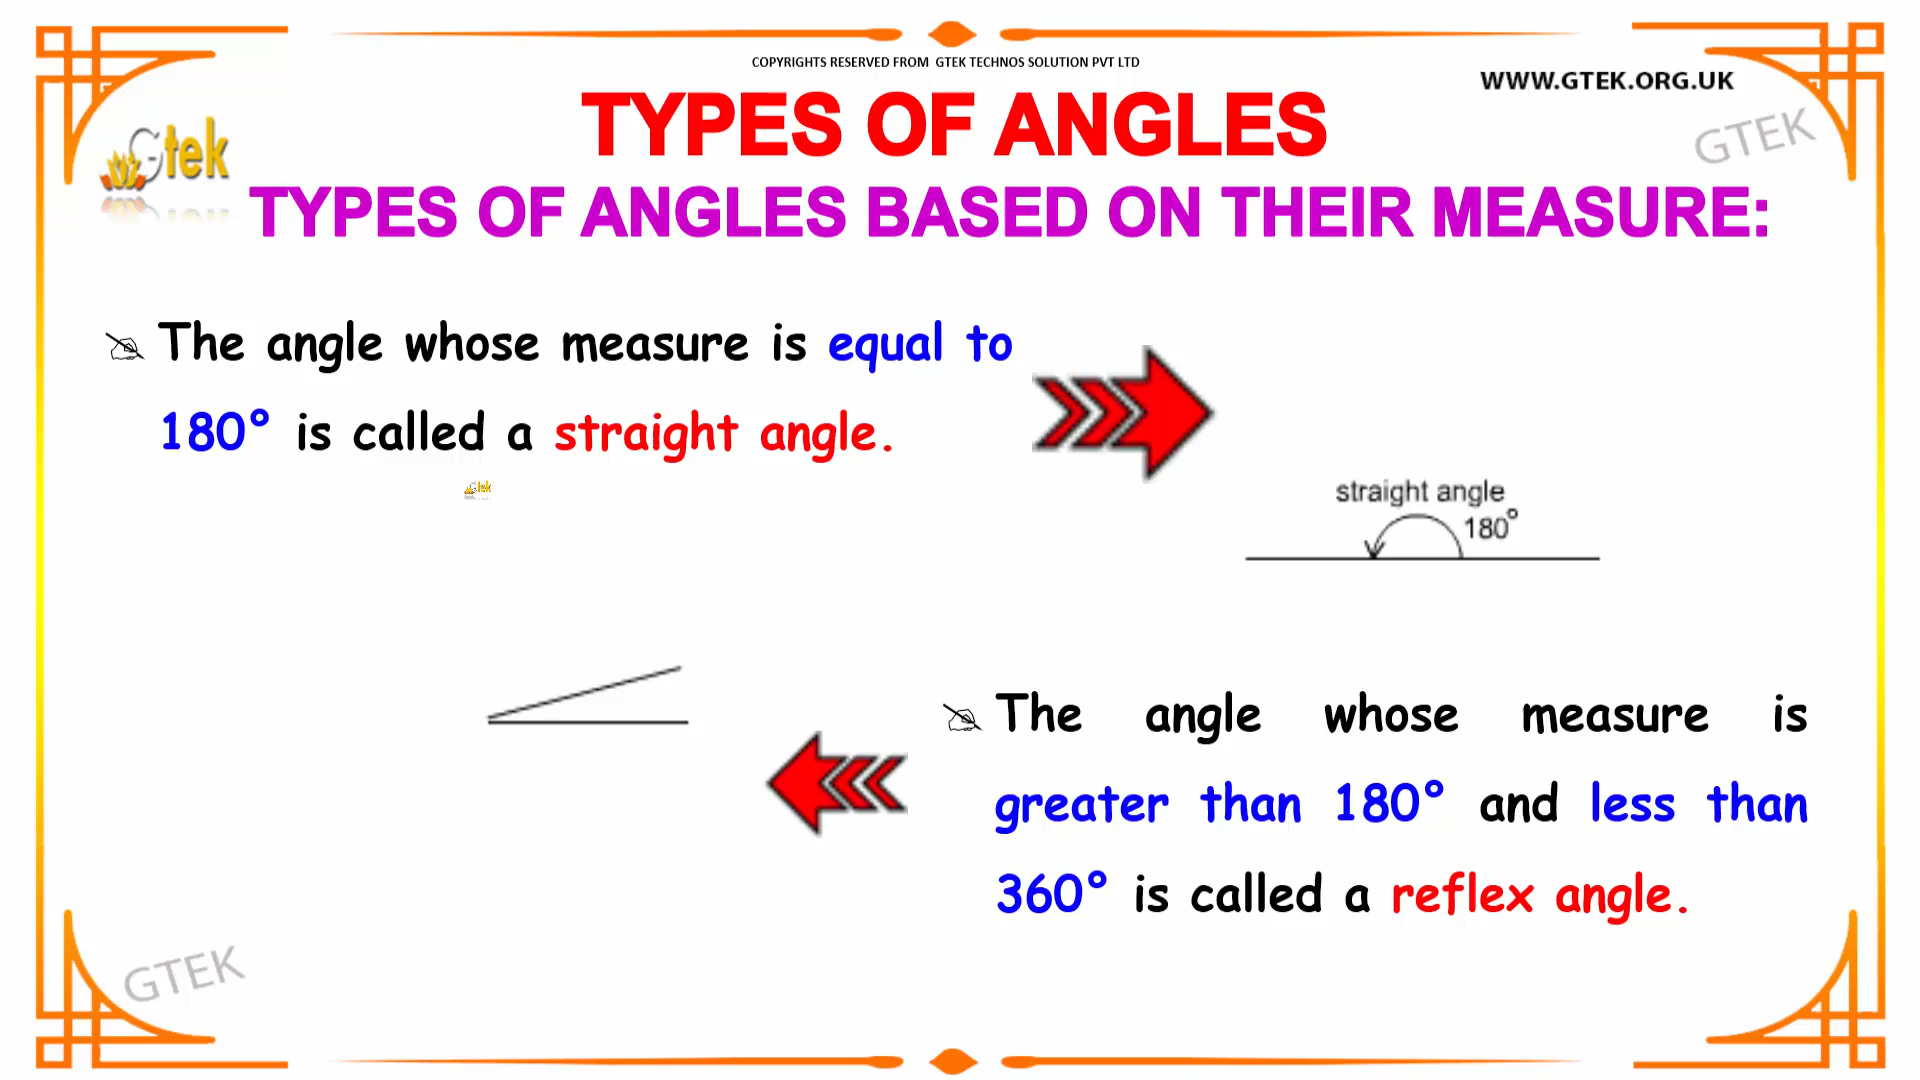 COPYRIGHTS RESERVED FROM GTEK TECHNOS SOLUTION PVT LTD
WWW.GTEK.ORG.UK
TYPES OF ANGLES
GTEK
Gtek
TYPES OF ANGLES BASED ON THEIR MEASURE:
The angle whose measure is equal to
180° is called a straight angle.
Gtek
straight angle
180°
The angle whose measure is
greater than 180° and less than
360° is called a reflex angle.
GTEK